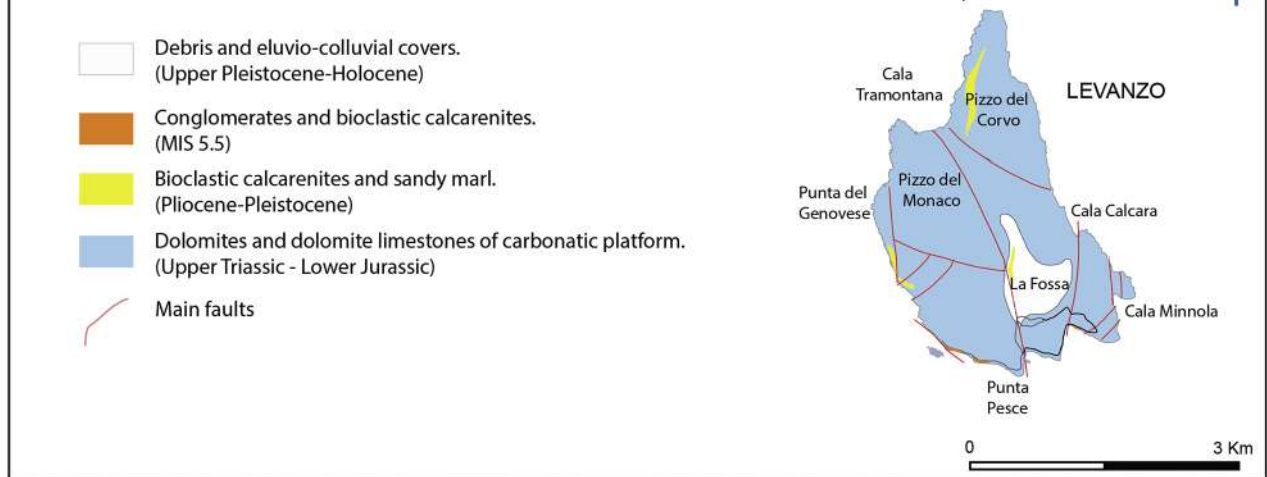 Debris and eluvio-colluvial covers.
(Upper Pleistocene-Holocene)
Conglomerates and bioclastic calcarenites.
(MIS 5.5)
Bioclastic calcarenites and sandy marl.
(Pliocene-Pleistocene)
Dolomites and dolomite limestones of carbonatic platform.
(Upper Triassic - Lower Jurassic)
Main faults
LEVANZO
Cala
Tramontana
Pizzo del
Corvo
Pizzo del
Monaco
Punta del
Genovese
Cala Calcara
La Fossa
Cala Minnola
Punta
Pesce
0
3 Km